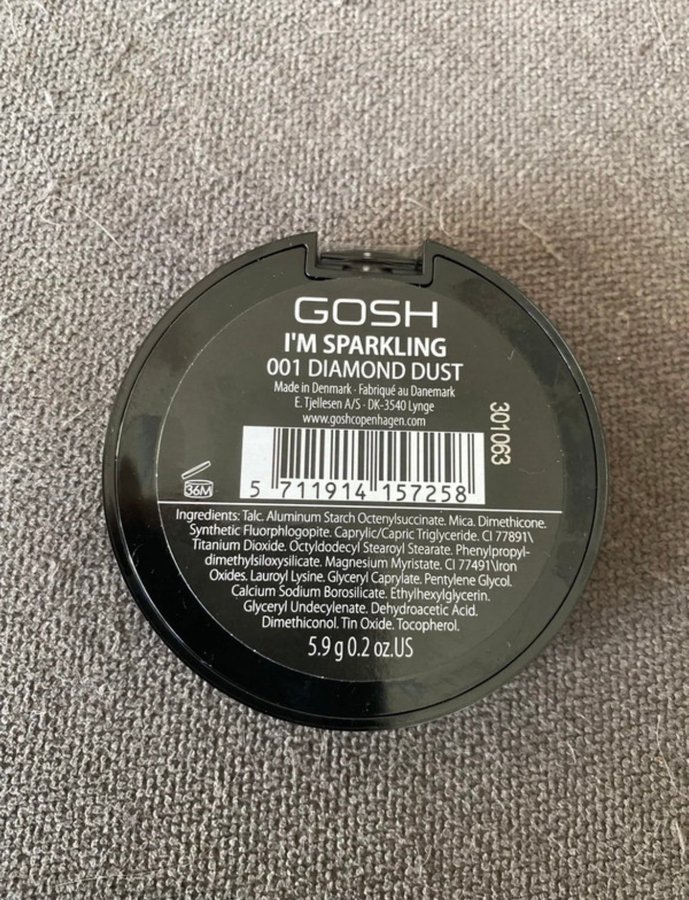 GOSH
I'M SPARKLING
001 DIAMOND DUST
Made in Denmark · Fabriqué au Danemark
E. Tjellesen A/S · DK-3540 Lynge
www.goshcopenhagen.com
301063
36M
5 711914 157258
Ingredients: Talc. Aluminum Starch Octenylsuccinate. Mica. Dimethicone.
Synthetic Fluorphlogopite. Caprylic/Capric Triglyceride. CI 77891\
Titanium Dioxide. Octyldodecyl Stearoyl Stearate. Phenylpropyl-
dimethylsiloxysilicate. Magnesium Myristate. CI 77491\Iron
Oxides. Lauroyl Lysine. Glyceryl Caprylate. Pentylene Glycol.
Calcium Sodium Borosilicate. Ethylhexylglycerin.
Glyceryl Undecylenate. Dehydroacetic Acid.
Dimethiconol. Tin Oxide. Tocopherol.
5.9 g 0.2 oz.US